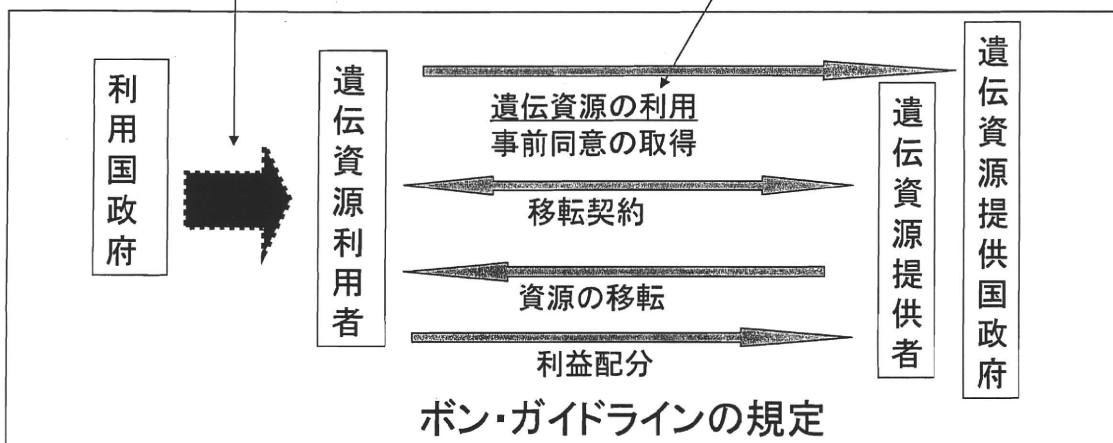 利用国政府
遺伝資源利用者
遺伝資源の利用
事前同意の取得
移転契約
資源の移転
利益配分
遺伝資源提供者
遺伝資源提供国政府
ボン・ガイドラインの規定